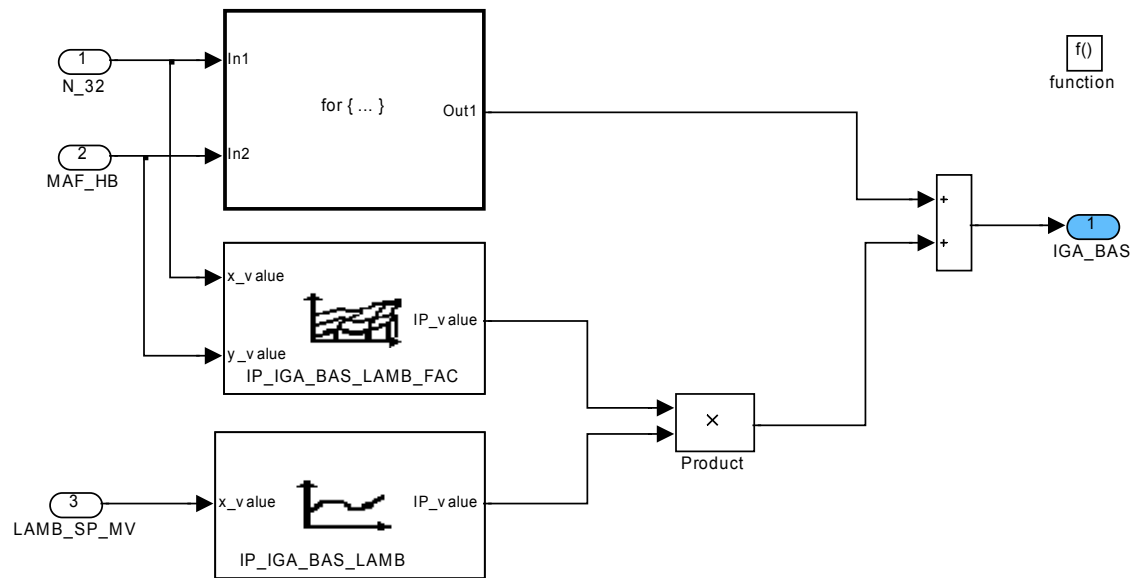 1
N_32
2
MAF_HB
In1
In2
for { ... }
Out1
f()
function
x_value
y_value
IP_value
IP_IGA_BAS_LAMB_FAC
+
+
1
IGA_BAS
×
Product
3
LAMB_SP_MV
x_value
IP_value
IP_IGA_BAS_LAMB